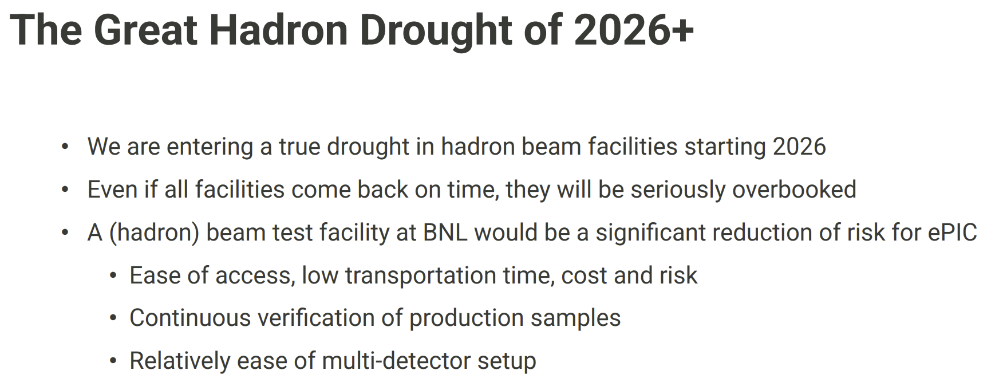 The Great Hadron Drought of 2026+
• We are entering a true drought in hadron beam facilities starting 2026
• Even if all facilities come back on time, they will be seriously overbooked
• A (hadron) beam test facility at BNL would be a significant reduction of risk for ePIC
• Ease of access, low transportation time, cost and risk
• Continuous verification of production samples
• Relatively ease of multi-detector setup